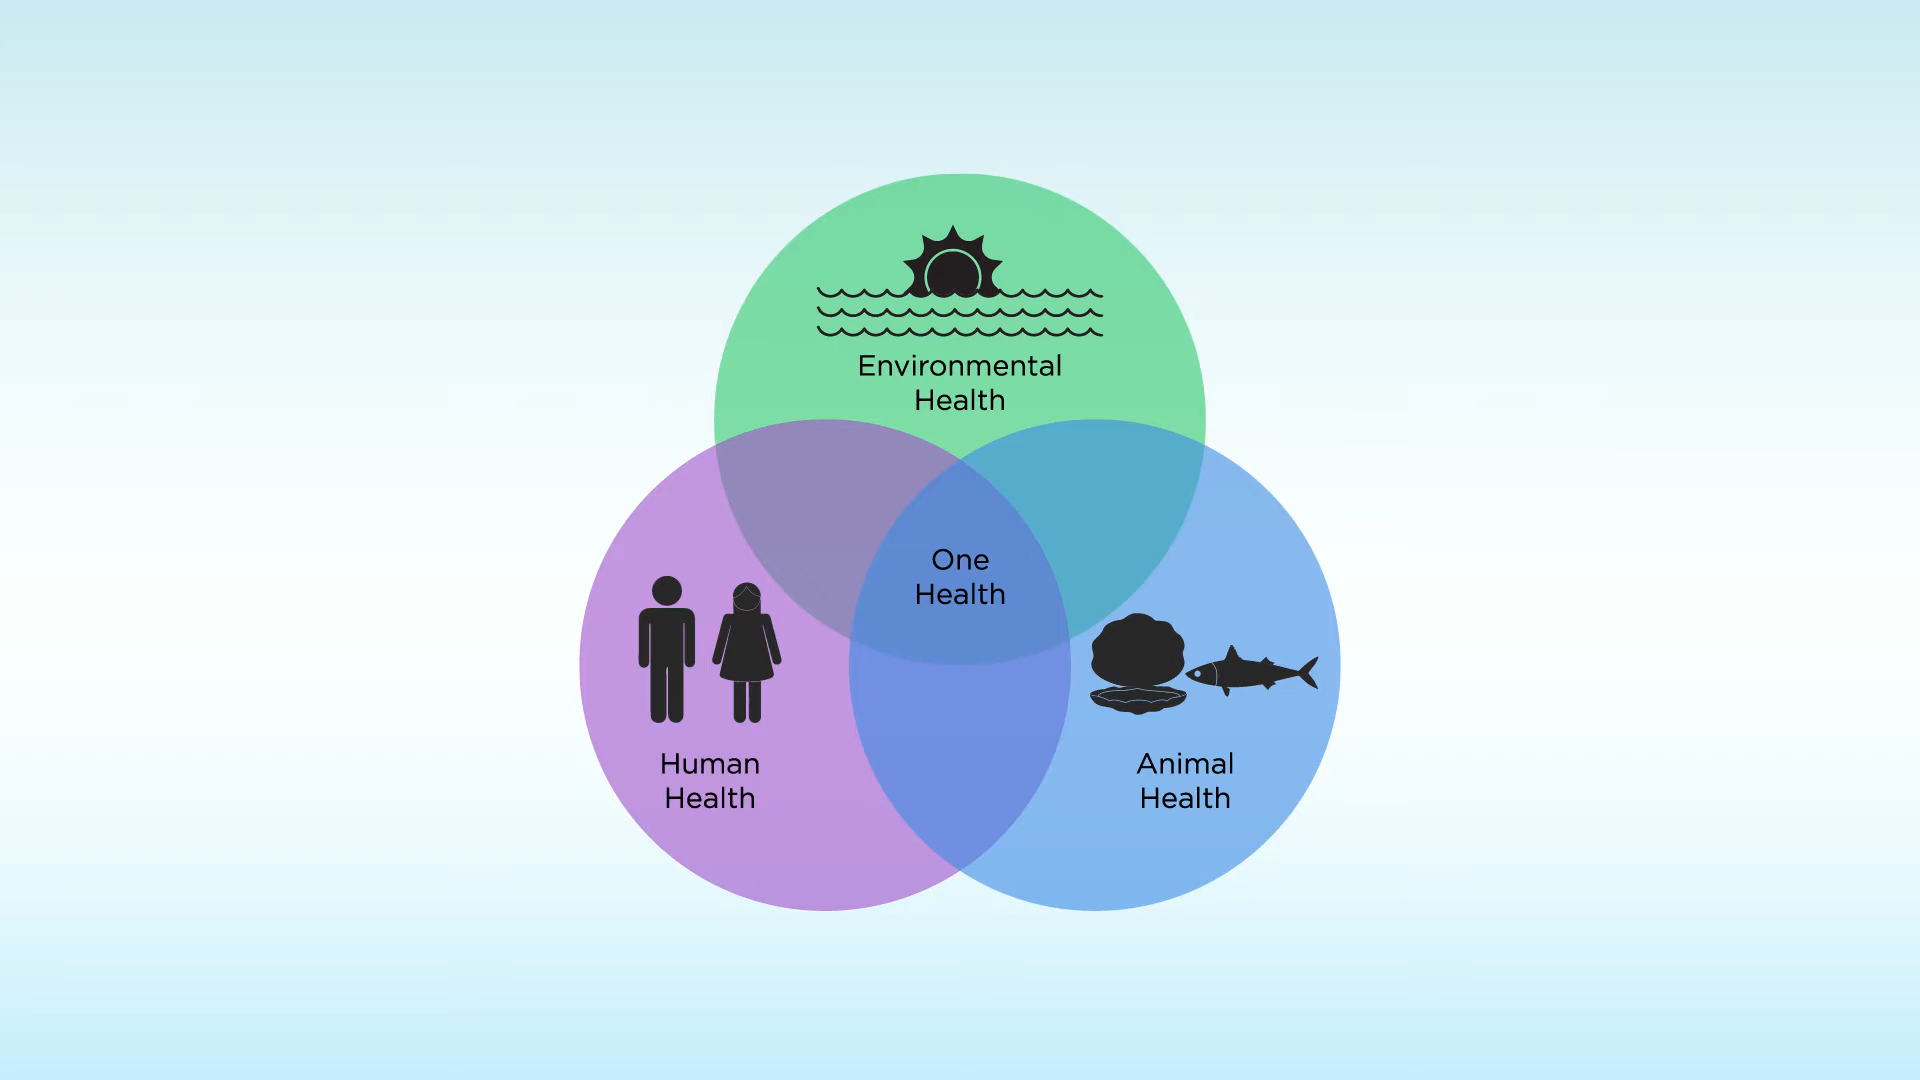 Environmental
Health
One
Health
Human
Health
Animal
Health